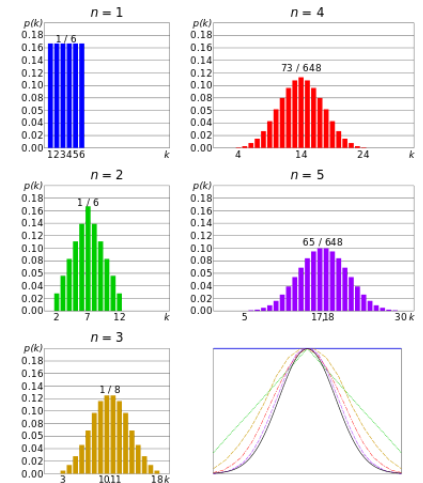 n = 1
p(k)
0.18
0.16
0.14
0.12
0.10
0.08
0.06
0.04
0.02
0.00
1 / 6
123456
k
n = 4
p(k)
0.18
0.16
0.14
0.12
0.10
0.08
0.06
0.04
0.02
0.00
73 / 648
4 14 24 k
n = 2
p(k)
0.18
0.16
0.14
0.12
0.10
0.08
0.06
0.04
0.02
0.00
1 / 6
2 7 12 k
n = 5
p(k)
0.18
0.16
0.14
0.12
0.10
0.08
0.06
0.04
0.02
0.00
65 / 648
5 17,18 30 k
n = 3
p(k)
0.18
0.16
0.14
0.12
0.10
0.08
0.06
0.04
0.02
0.00
1 / 8
3 1011 18 k